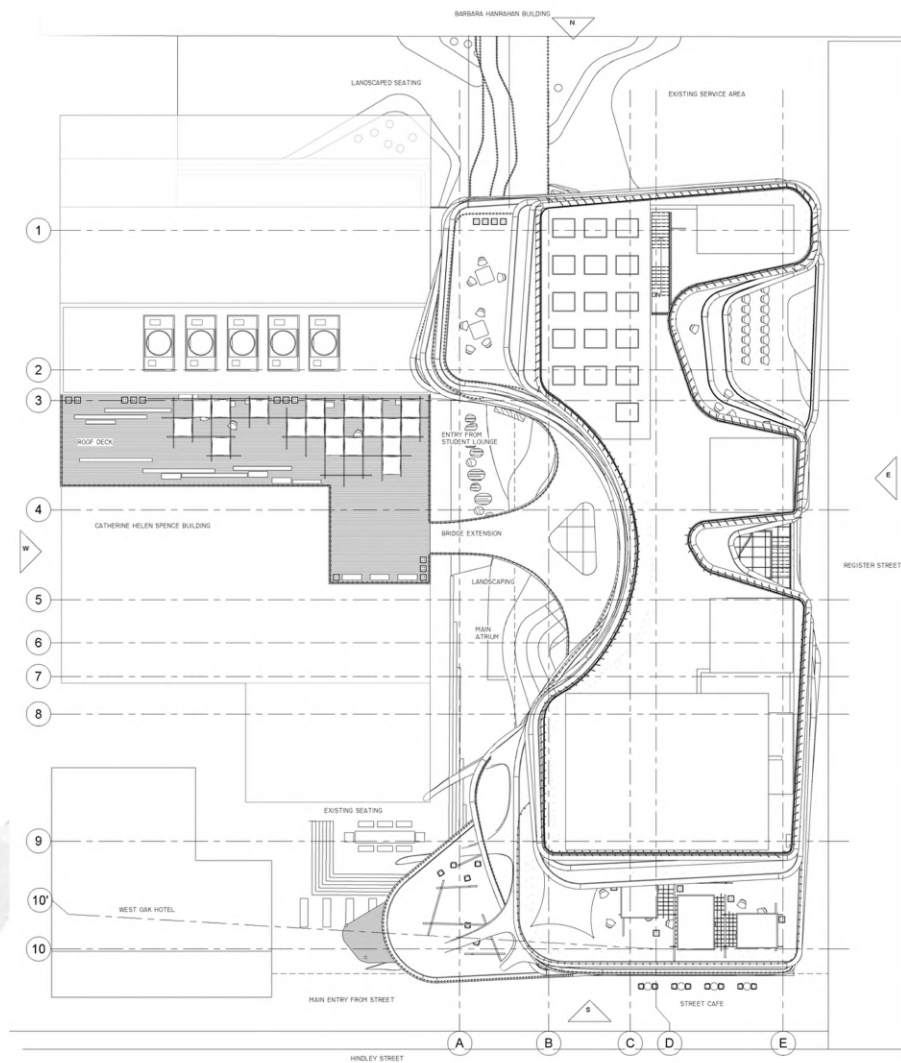 BARBARA HANRAHAN BUILDING
N
LANDSCAPED SEATING
EXISTING SERVICE AREA
1
2
3
ROOF DECK
ENTRY FROM
STUDENT LOUNGE
E
4
CATHERINE HELEN SPENCE BUILDING
BRIDGE EXTENSION
W
REGISTER STREET
LANDSCAPING
5
MAIN
ATRIUM
6
7
8
EXISTING SEATING
9
10'
WEST OAK HOTEL
10
MAIN ENTRY FROM STREET
S
STREET CAFE
A
B
C
D
E
HINDLEY STREET